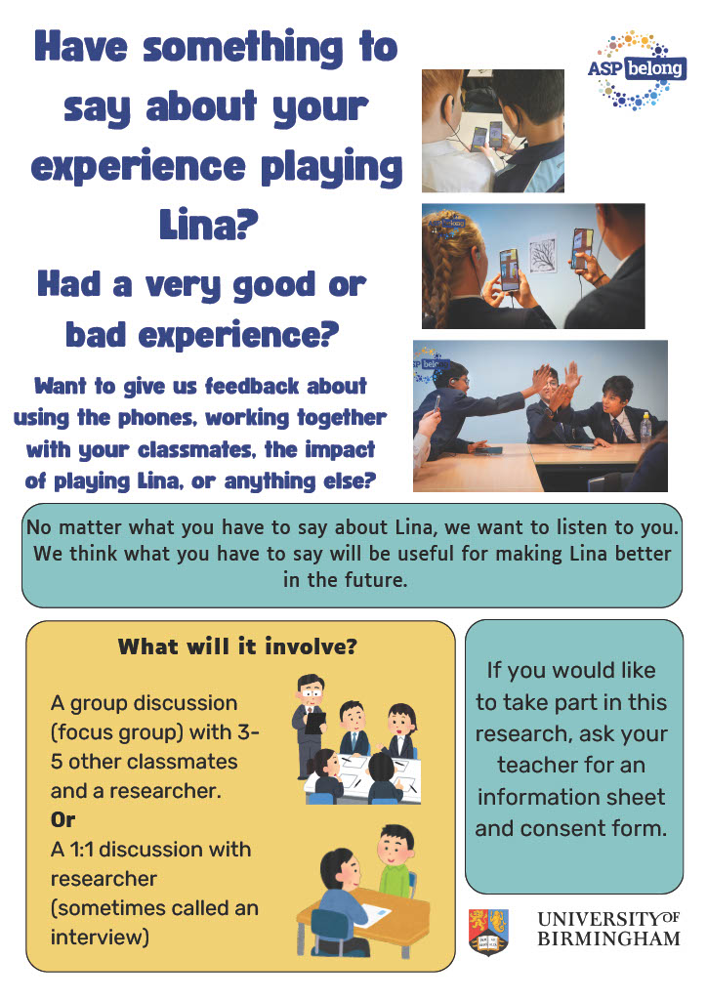 Have something to
say about your
experience playing
Lina?
Had a very good or
bad experience?
Want to give us feedback about
using the phones, working together
with your classmates, the impact
of playing Lina, or anything else?
ASP belong
No matter what you have to say about Lina, we want to listen to you.
We think what you have to say will be useful for making Lina better
in the future.
What will it involve?
A group discussion
(focus group) with 3-
5 other classmates
and a researcher.
Or
A 1:1 discussion with
researcher
(sometimes called an
interview)
If you would like
to take part in this
research, ask your
teacher for an
information sheet
and consent form.
UNIVERSITY OF
BIRMINGHAM